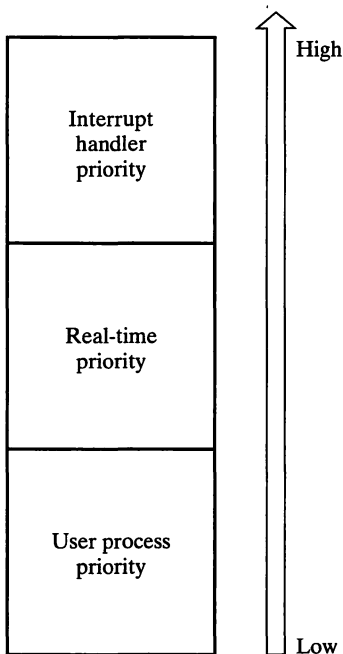 High
Interrupt
handler
priority
Real-time
priority
User process
priority
Low